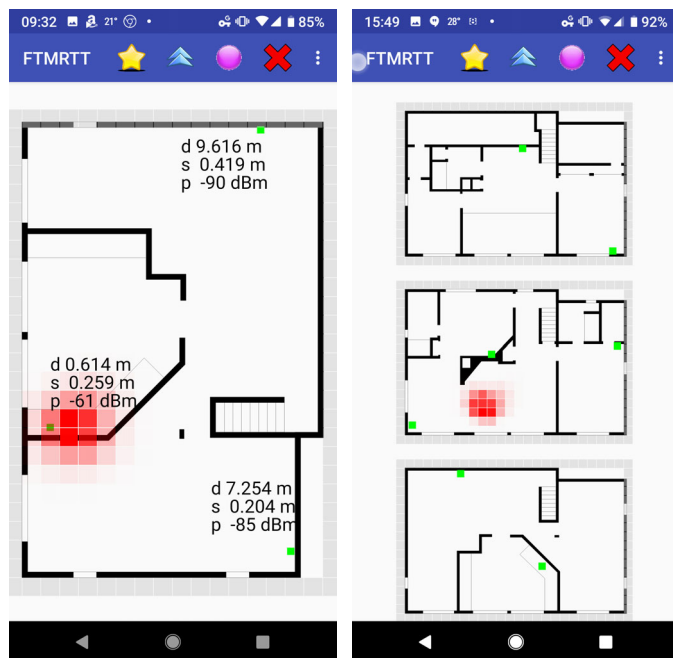 09:32 21° 85%
FTMRTT
d 9.616 m
s 0.419 m
p -90 dBm
d 0.614 m
s 0.259 m
p -61 dBm
d 7.254 m
s 0.204 m
p -85 dBm
15:49 28° 92%
FTMRTT